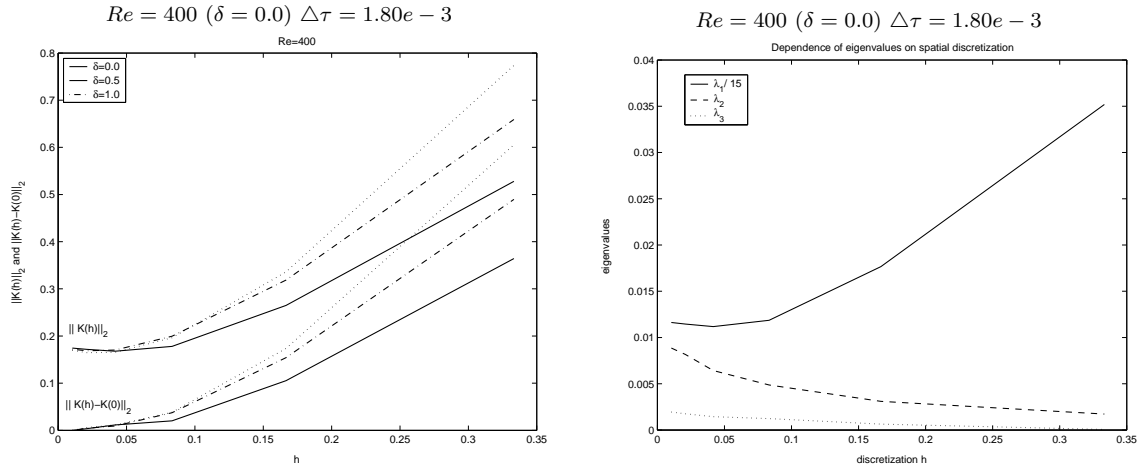 Re = 400 (δ = 0.0) △τ = 1.80e − 3
Re=400
δ=0.0
δ=0.5
δ=1.0
0.8
0.7
0.6
0.5
0.4
0.3
0.2
0.1
0
||K(h)||2 and ||K(h)−K(0)||2
|| K(h)||2
|| K(h)−K(0)||2
0 0.05 0.1 0.15 0.2 0.25 0.3 0.35
h
Re = 400 (δ = 0.0) △τ = 1.80e − 3
Dependence of eigenvalues on spatial discretization
λ1/ 15
λ2
λ3
0.04
0.035
0.03
0.025
0.02
0.015
0.01
0.005
0
eigenvalues
0 0.05 0.1 0.15 0.2 0.25 0.3 0.35
discretization h